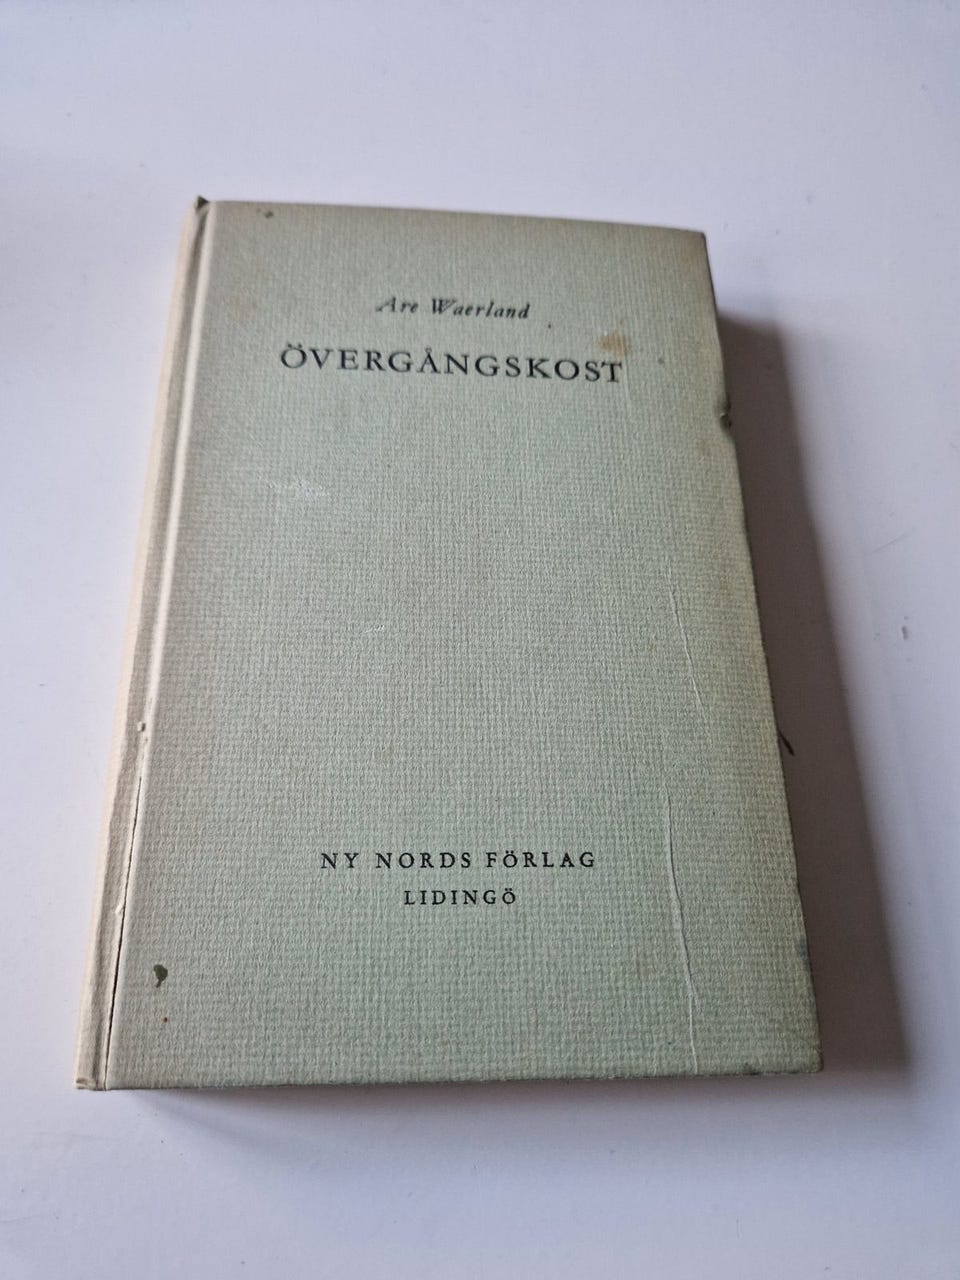 Are Waerland
ÖVERGÅNGSKOST
NY NORDS FÖRLAG
LIDINGÖ